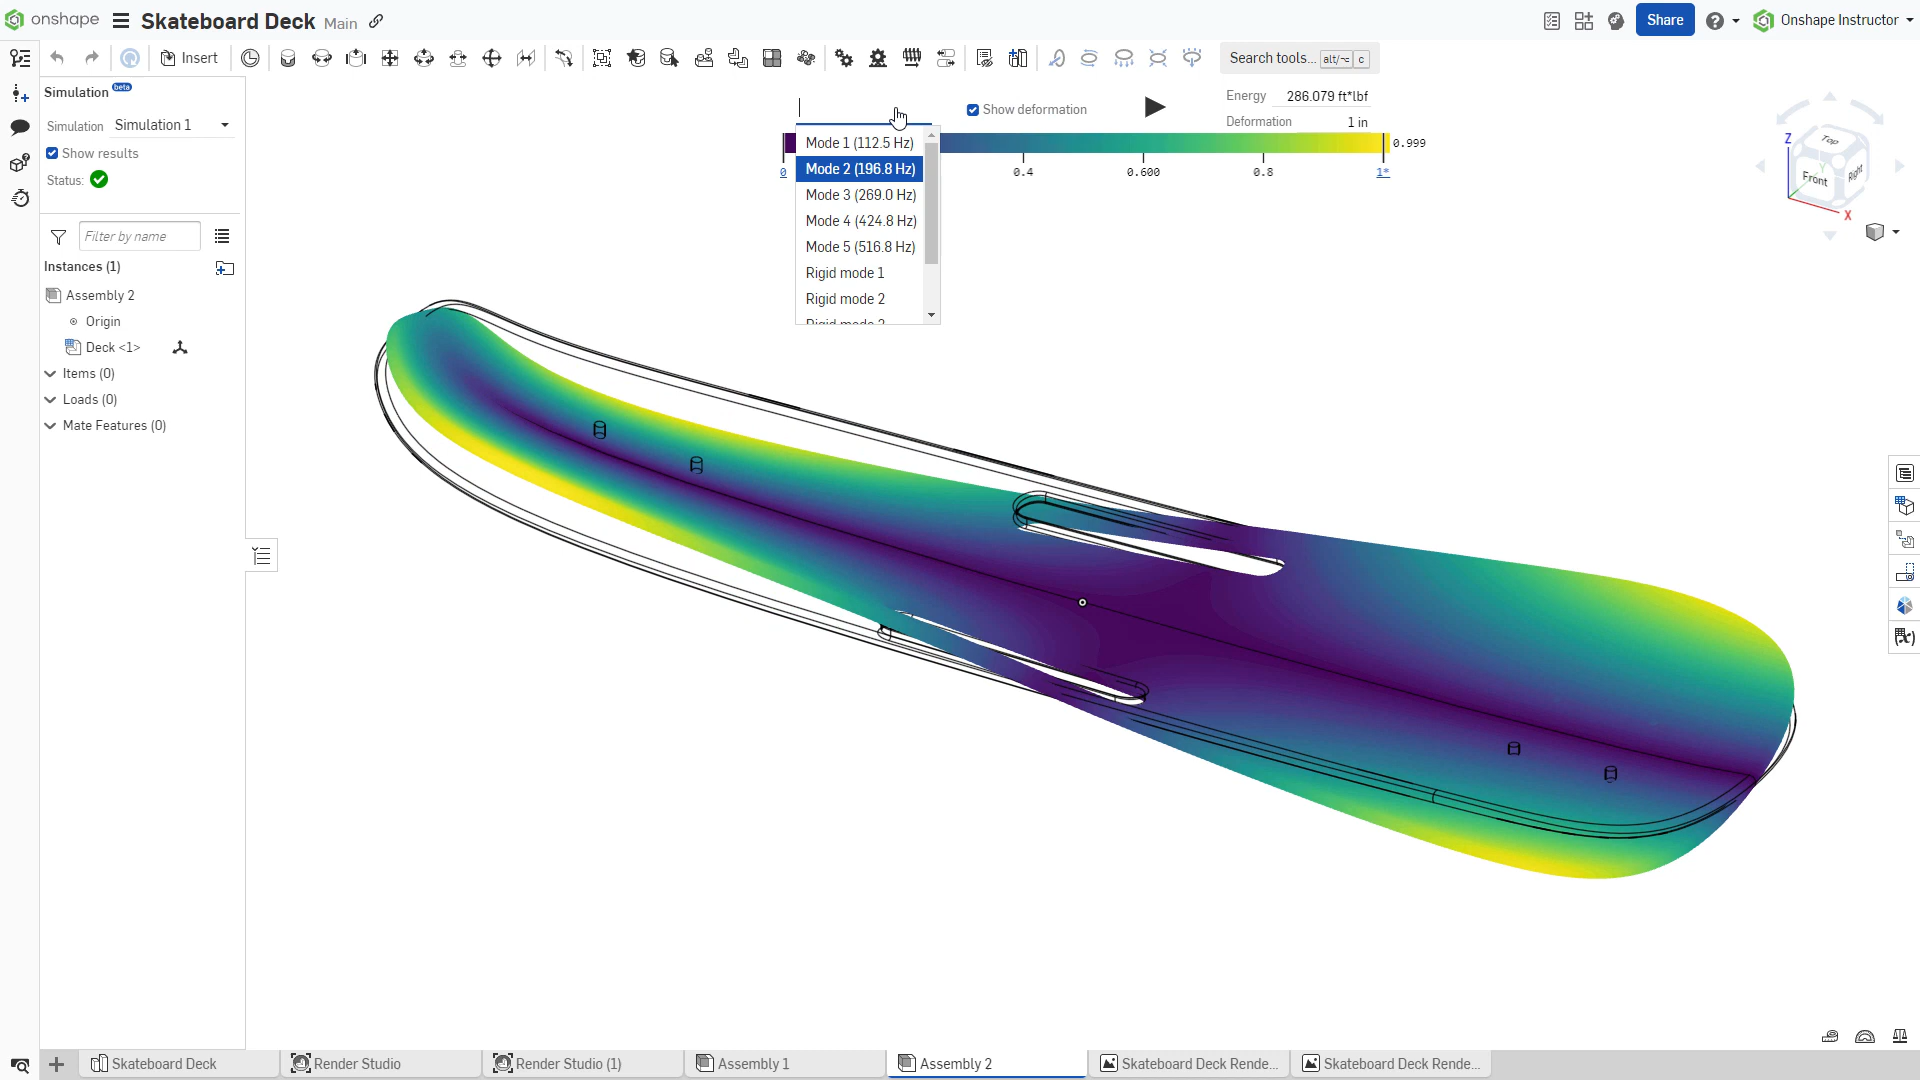 onshape Skateboard Deck Main Share Onshape Instructor
Insert Search tools... alt/⌥ c
Simulation beta
Simulation Simulation 1
Show results
Status:
Filter by name
Instances (1)
Assembly 2
Origin
Deck <1>
Items (0)
Loads (0)
Mate Features (0)
Show deformation
Energy 286.079 ft*lbf
Deformation 1 in
0 0.4 0.600 0.8 1*
0.999
Mode 1 (112.5 Hz)
Mode 2 (196.8 Hz)
Mode 3 (269.0 Hz)
Mode 4 (424.8 Hz)
Mode 5 (516.8 Hz)
Rigid mode 1
Rigid mode 2
Z
Top
Y
Front
Right
X
(x)
Skateboard Deck
Render Studio
Render Studio (1)
Assembly 1
Assembly 2
Skateboard Deck Rende...
Skateboard Deck Rende...